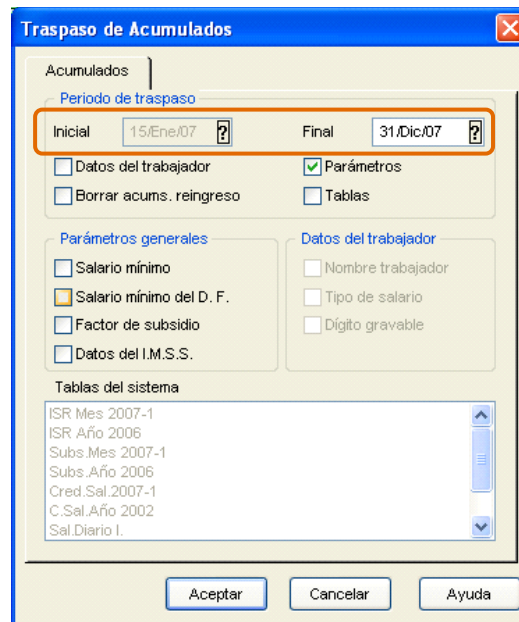 Traspaso de Acumulados
Acumulados
Periodo de traspaso
Inicial 15/Ene/07 ? Final 31/Dic/07 ?
Datos del trabajador Parámetros
Borrar acums. reingreso Tablas
Parámetros generales Datos del trabajador
Salario mínimo Nombre trabajador
Salario mínimo del D. F. Tipo de salario
Factor de subsidio Dígito gravable
Datos del I.M.S.S.
Tablas del sistema
ISR Mes 2007-1
ISR Año 2006
Subs.Mes 2007-1
Subs.Año 2006
Cred.Sal.2007-1
C.Sal.Año 2002
Sal.Diario I.
Aceptar Cancelar Ayuda